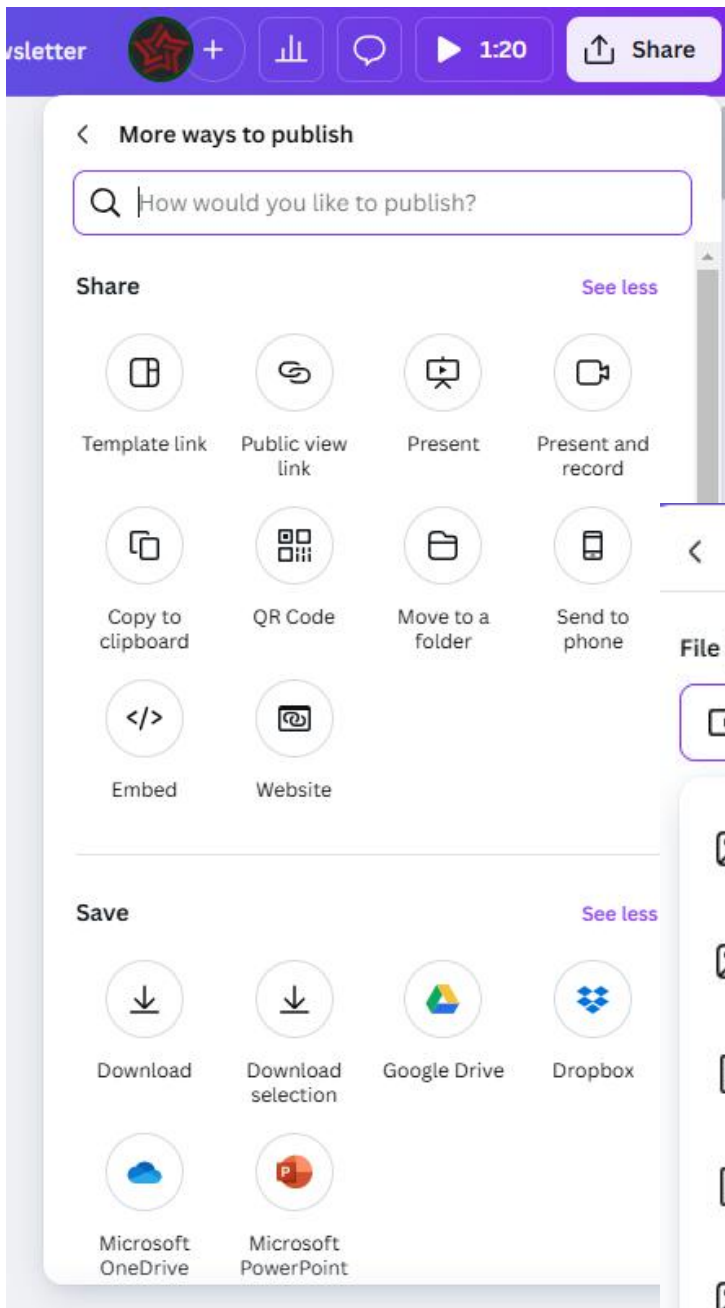 wsletter
1:20
Share
More ways to publish
How would you like to publish?
Share
See less
Template link
Public view
link
Present
Present and
record
Copy to
clipboard
QR Code
Move to a
folder
Send to
phone
Embed
Website
Save
See less
Download
Download
selection
Google Drive
Dropbox
Microsoft
OneDrive
Microsoft
PowerPoint
File